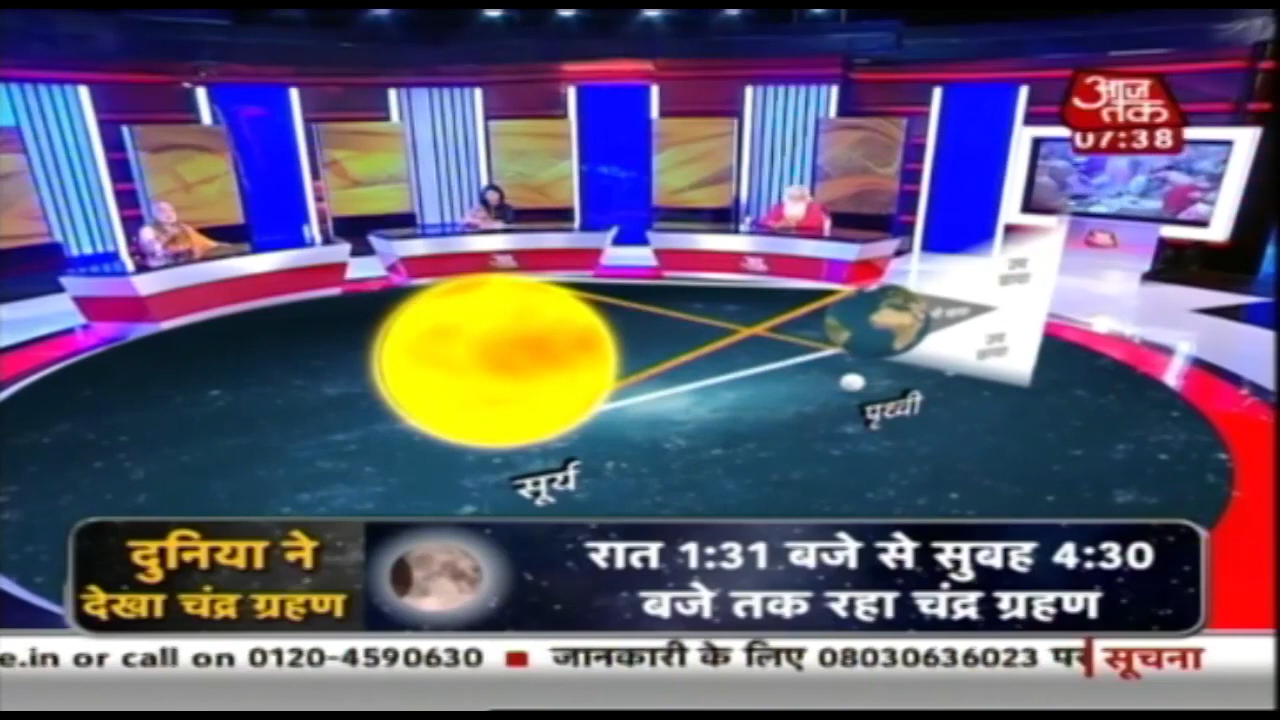 आज
तक
07:38
पृथ्वी
सूर्य
दुनिया ने
देखा चंद्र ग्रहण
रात 1:31 बजे से सुबह 4:30
बजे तक रहा चंद्र ग्रहण
e.in or call on 0120-4590630 ■ जानकारी के लिए 08030636023 पर
सूचना